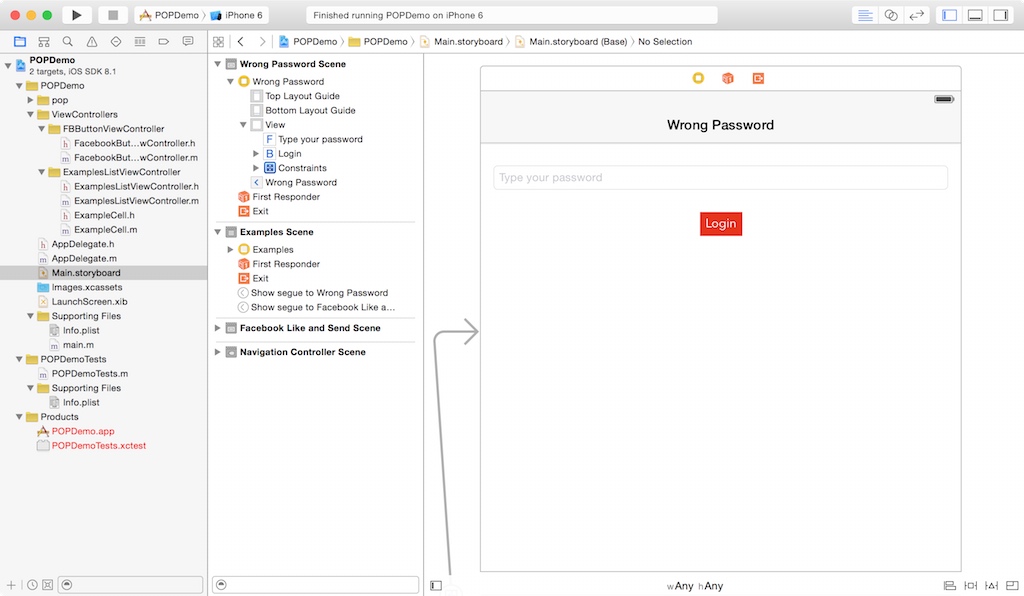 POPDemo iPhone 6
Finished running POPDemo on iPhone 6
POPDemo POPDemo Main.storyboard Main.storyboard (Base) No Selection
POPDemo
2 targets, iOS SDK 8.1
POPDemo
pop
ViewControllers
FBButtonViewController
FacebookBut...wController.h
FacebookBut...wController.m
ExamplesListViewController
h ExamplesListViewController.h
m ExamplesListViewController.m
h ExampleCell.h
m ExampleCell.m
h AppDelegate.h
m AppDelegate.m
Main.storyboard
Images.xcassets
LaunchScreen.xib
Supporting Files
Info.plist
m main.m
POPDemoTests
m POPDemoTests.m
Supporting Files
Info.plist
Products
POPDemo.app
POPDemoTests.xctest
Wrong Password Scene
Wrong Password
Top Layout Guide
Bottom Layout Guide
View
F Type your password
B Login
Constraints
Wrong Password
First Responder
Exit
Examples Scene
Examples
First Responder
Exit
Show segue to Wrong Password
Show segue to Facebook Like a...
Facebook Like and Send Scene
Navigation Controller Scene
Wrong Password
Type your password
Login
wAny hAny